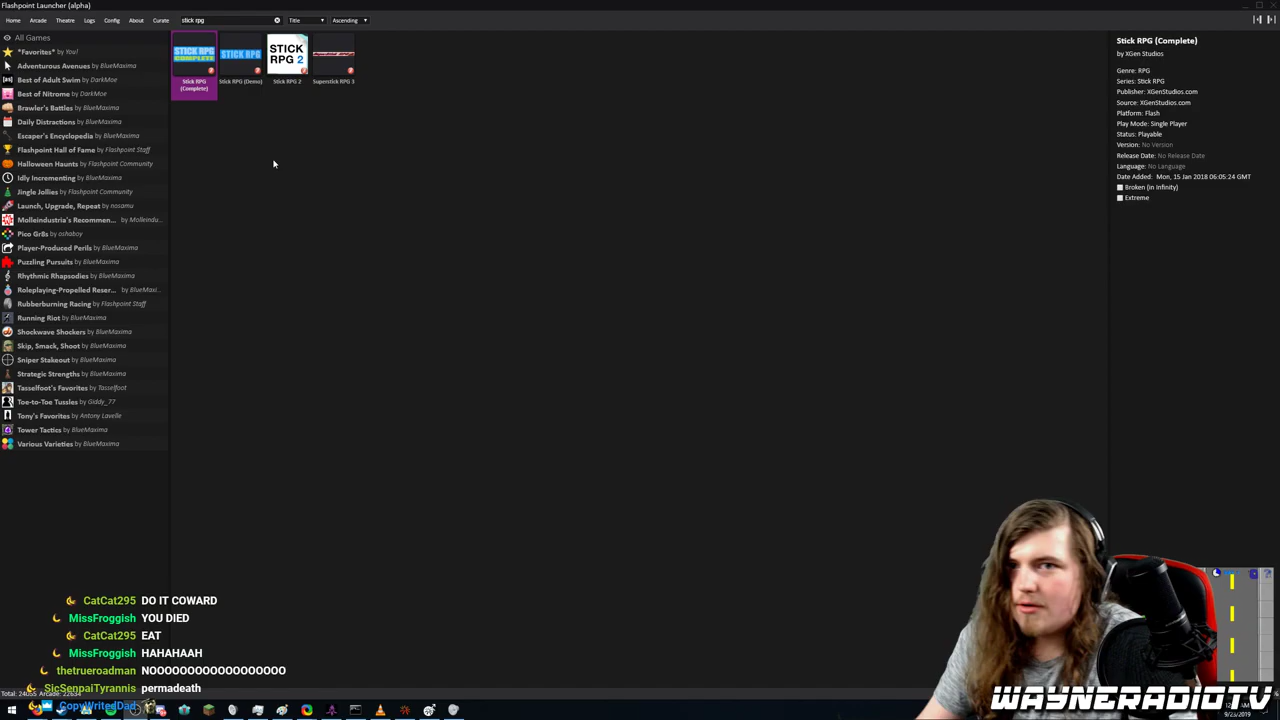 Flashpoint Launcher (alpha)
Home Arcade Theatre Logs Config About Curate stick rpg Title Ascending
All Games
*Favorites* by You!
Adventurous Avenues by BlueMaxima
Best of Adult Swim by DarkMoe
Best of Nitrome by DarkMoe
Brawler's Battles by BlueMaxima
Daily Distractions by BlueMaxima
Escaper's Encyclopedia by BlueMaxima
Flashpoint Hall of Fame by Flashpoint Staff
Halloween Haunts by Flashpoint Community
Idly Incrementing by BlueMaxima
Jingle Jollies by Flashpoint Community
Launch, Upgrade, Repeat by nosamu
Molleindustria's Recommen... by Molleindu...
Pico Gr8s by oshaboy
Player-Produced Perils by BlueMaxima
Puzzling Pursuits by BlueMaxima
Rhythmic Rhapsodies by BlueMaxima
Roleplaying-Propelled Reser... by BlueMaxi...
Rubberburning Racing by Flashpoint Staff
Running Riot by BlueMaxima
Shockwave Shockers by BlueMaxima
Skip, Smack, Shoot by BlueMaxima
Sniper Stakeout by BlueMaxima
Strategic Strengths by BlueMaxima
Tasselfoot's Favorites by Tasselfoot
Toe-to-Toe Tussles by Giddy_77
Tony's Favorites by Antony Lavelle
Tower Tactics by BlueMaxima
Various Varieties by BlueMaxima
STICK RPG
COMPLETE
Stick RPG
(Complete)
STICK RPG
Stick RPG (Demo)
STICK
RPG 2
Stick RPG 2
Superstick RPG 3
Stick RPG (Complete)
by XGen Studios
Genre: RPG
Series: Stick RPG
Publisher: XGenStudios.com
Source: XGenStudios.com
Platform: Flash
Play Mode: Single Player
Status: Playable
Version: No Version
Release Date: No Release Date
Language: No Language
Date Added: Mon, 15 Jan 2018 06:05:24 GMT
Broken (in Infinity)
Extreme
CatCat295 DO IT COWARD
MissFroggish YOU DIED
CatCat295 EAT
MissFroggish HAHAHAAH
thetrueroadman NOOOOOOOOOOOOOOOOO
SicSenpaiTyrannis permadeath
CopyWritedDad
WAYNERADIOTV
9/23/2019